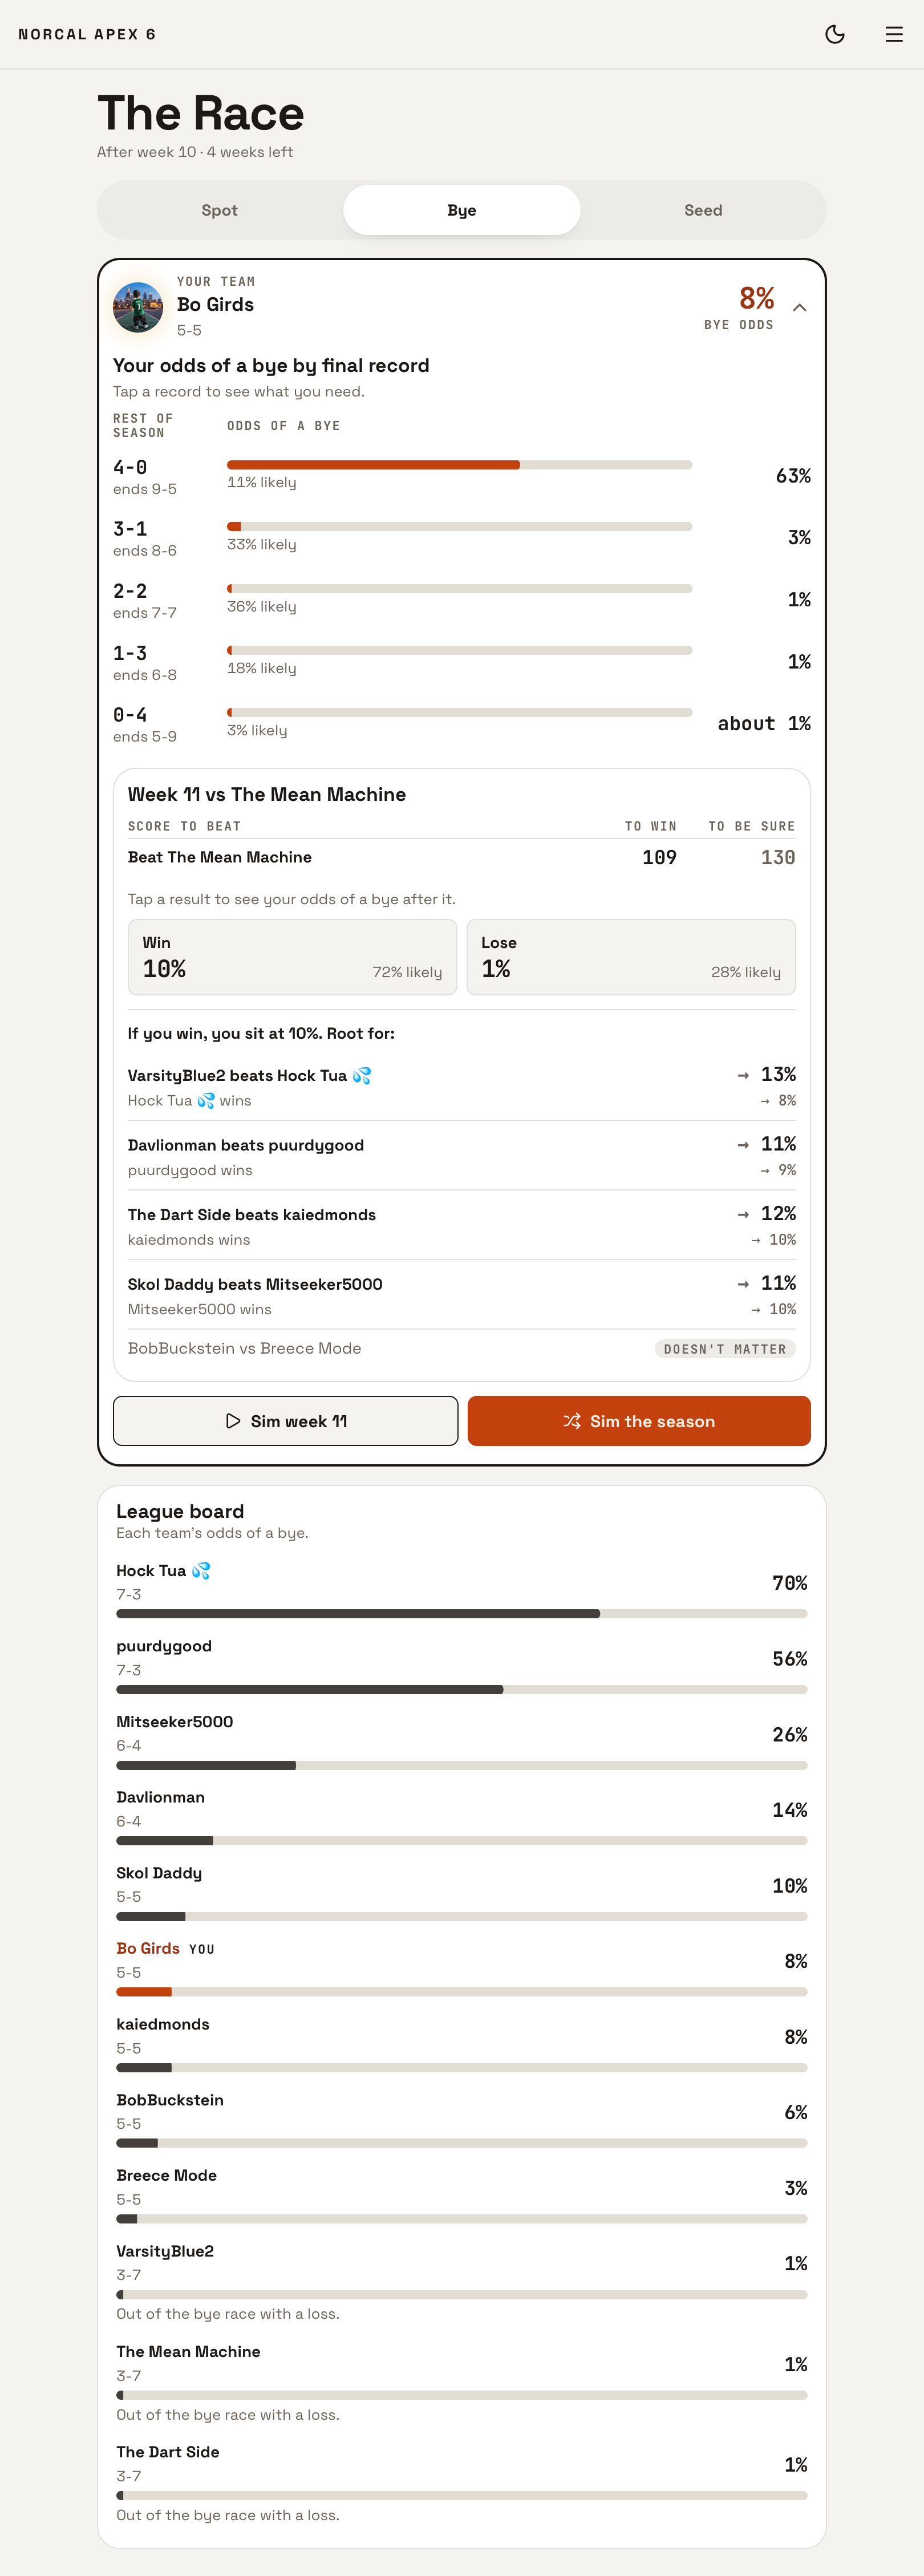 NORCAL APEX 6
The Race
After week 10 · 4 weeks left
Spot
Bye
Seed
YOUR TEAM
Bo Girds
5-5
8%
BYE ODDS
Your odds of a bye by final record
Tap a record to see what you need.
REST OF
SEASON
ODDS OF A BYE
4-0
ends 9-5
11% likely
63%
3-1
ends 8-6
33% likely
3%
2-2
ends 7-7
36% likely
1%
1-3
ends 6-8
18% likely
1%
0-4
ends 5-9
3% likely
about 1%
Week 11 vs The Mean Machine
SCORE TO BEAT TO WIN TO BE SURE
Beat The Mean Machine 109 130
Tap a result to see your odds of a bye after it.
Win
10% 72% likely
Lose
1% 28% likely
If you win, you sit at 10%. Root for:
VarsityBlue2 beats Hock Tua 💦 → 13%
Hock Tua 💦 wins → 8%
Davlionman beats puurdygood → 11%
puurdygood wins → 9%
The Dart Side beats kaiedmonds → 12%
kaiedmonds wins → 10%
Skol Daddy beats Mitseeker5000 → 11%
Mitseeker5000 wins → 10%
BobBuckstein vs Breece Mode DOESN'T MATTER
Sim week 11
Sim the season
League board
Each team's odds of a bye.
Hock Tua 💦
7-3
70%
puurdygood
7-3
56%
Mitseeker5000
6-4
26%
Davlionman
6-4
14%
Skol Daddy
5-5
10%
Bo Girds YOU
5-5
8%
kaiedmonds
5-5
8%
BobBuckstein
5-5
6%
Breece Mode
5-5
3%
VarsityBlue2
3-7
1%
Out of the bye race with a loss.
The Mean Machine
3-7
1%
Out of the bye race with a loss.
The Dart Side
3-7
1%
Out of the bye race with a loss.